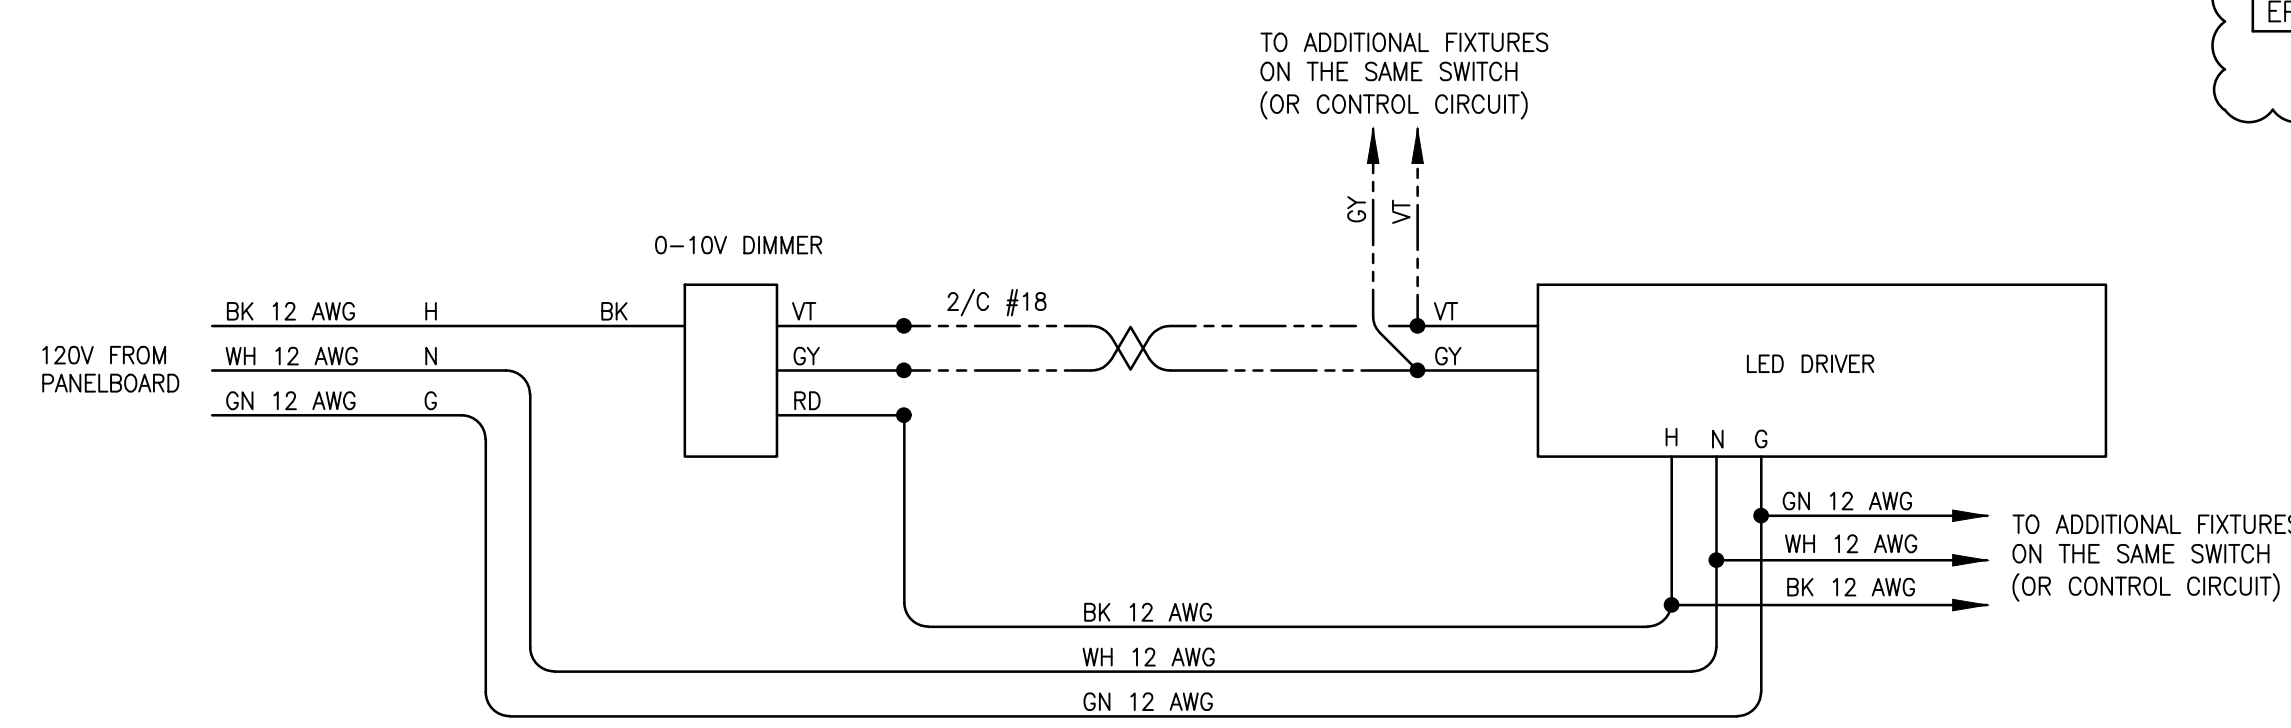 TO ADDITIONAL FIXTURES
ON THE SAME SWITCH
(OR CONTROL CIRCUIT)
GY
VT
0-10V DIMMER
120V FROM
PANELBOARD
BK 12 AWG H BK
WH 12 AWG N
GN 12 AWG G
VT
GY
RD
2/C #18
VT
GY
LED DRIVER
H N G
GN 12 AWG
WH 12 AWG
BK 12 AWG
TO ADDITIONAL FIXTURES
ON THE SAME SWITCH
(OR CONTROL CIRCUIT)
BK 12 AWG
WH 12 AWG
GN 12 AWG